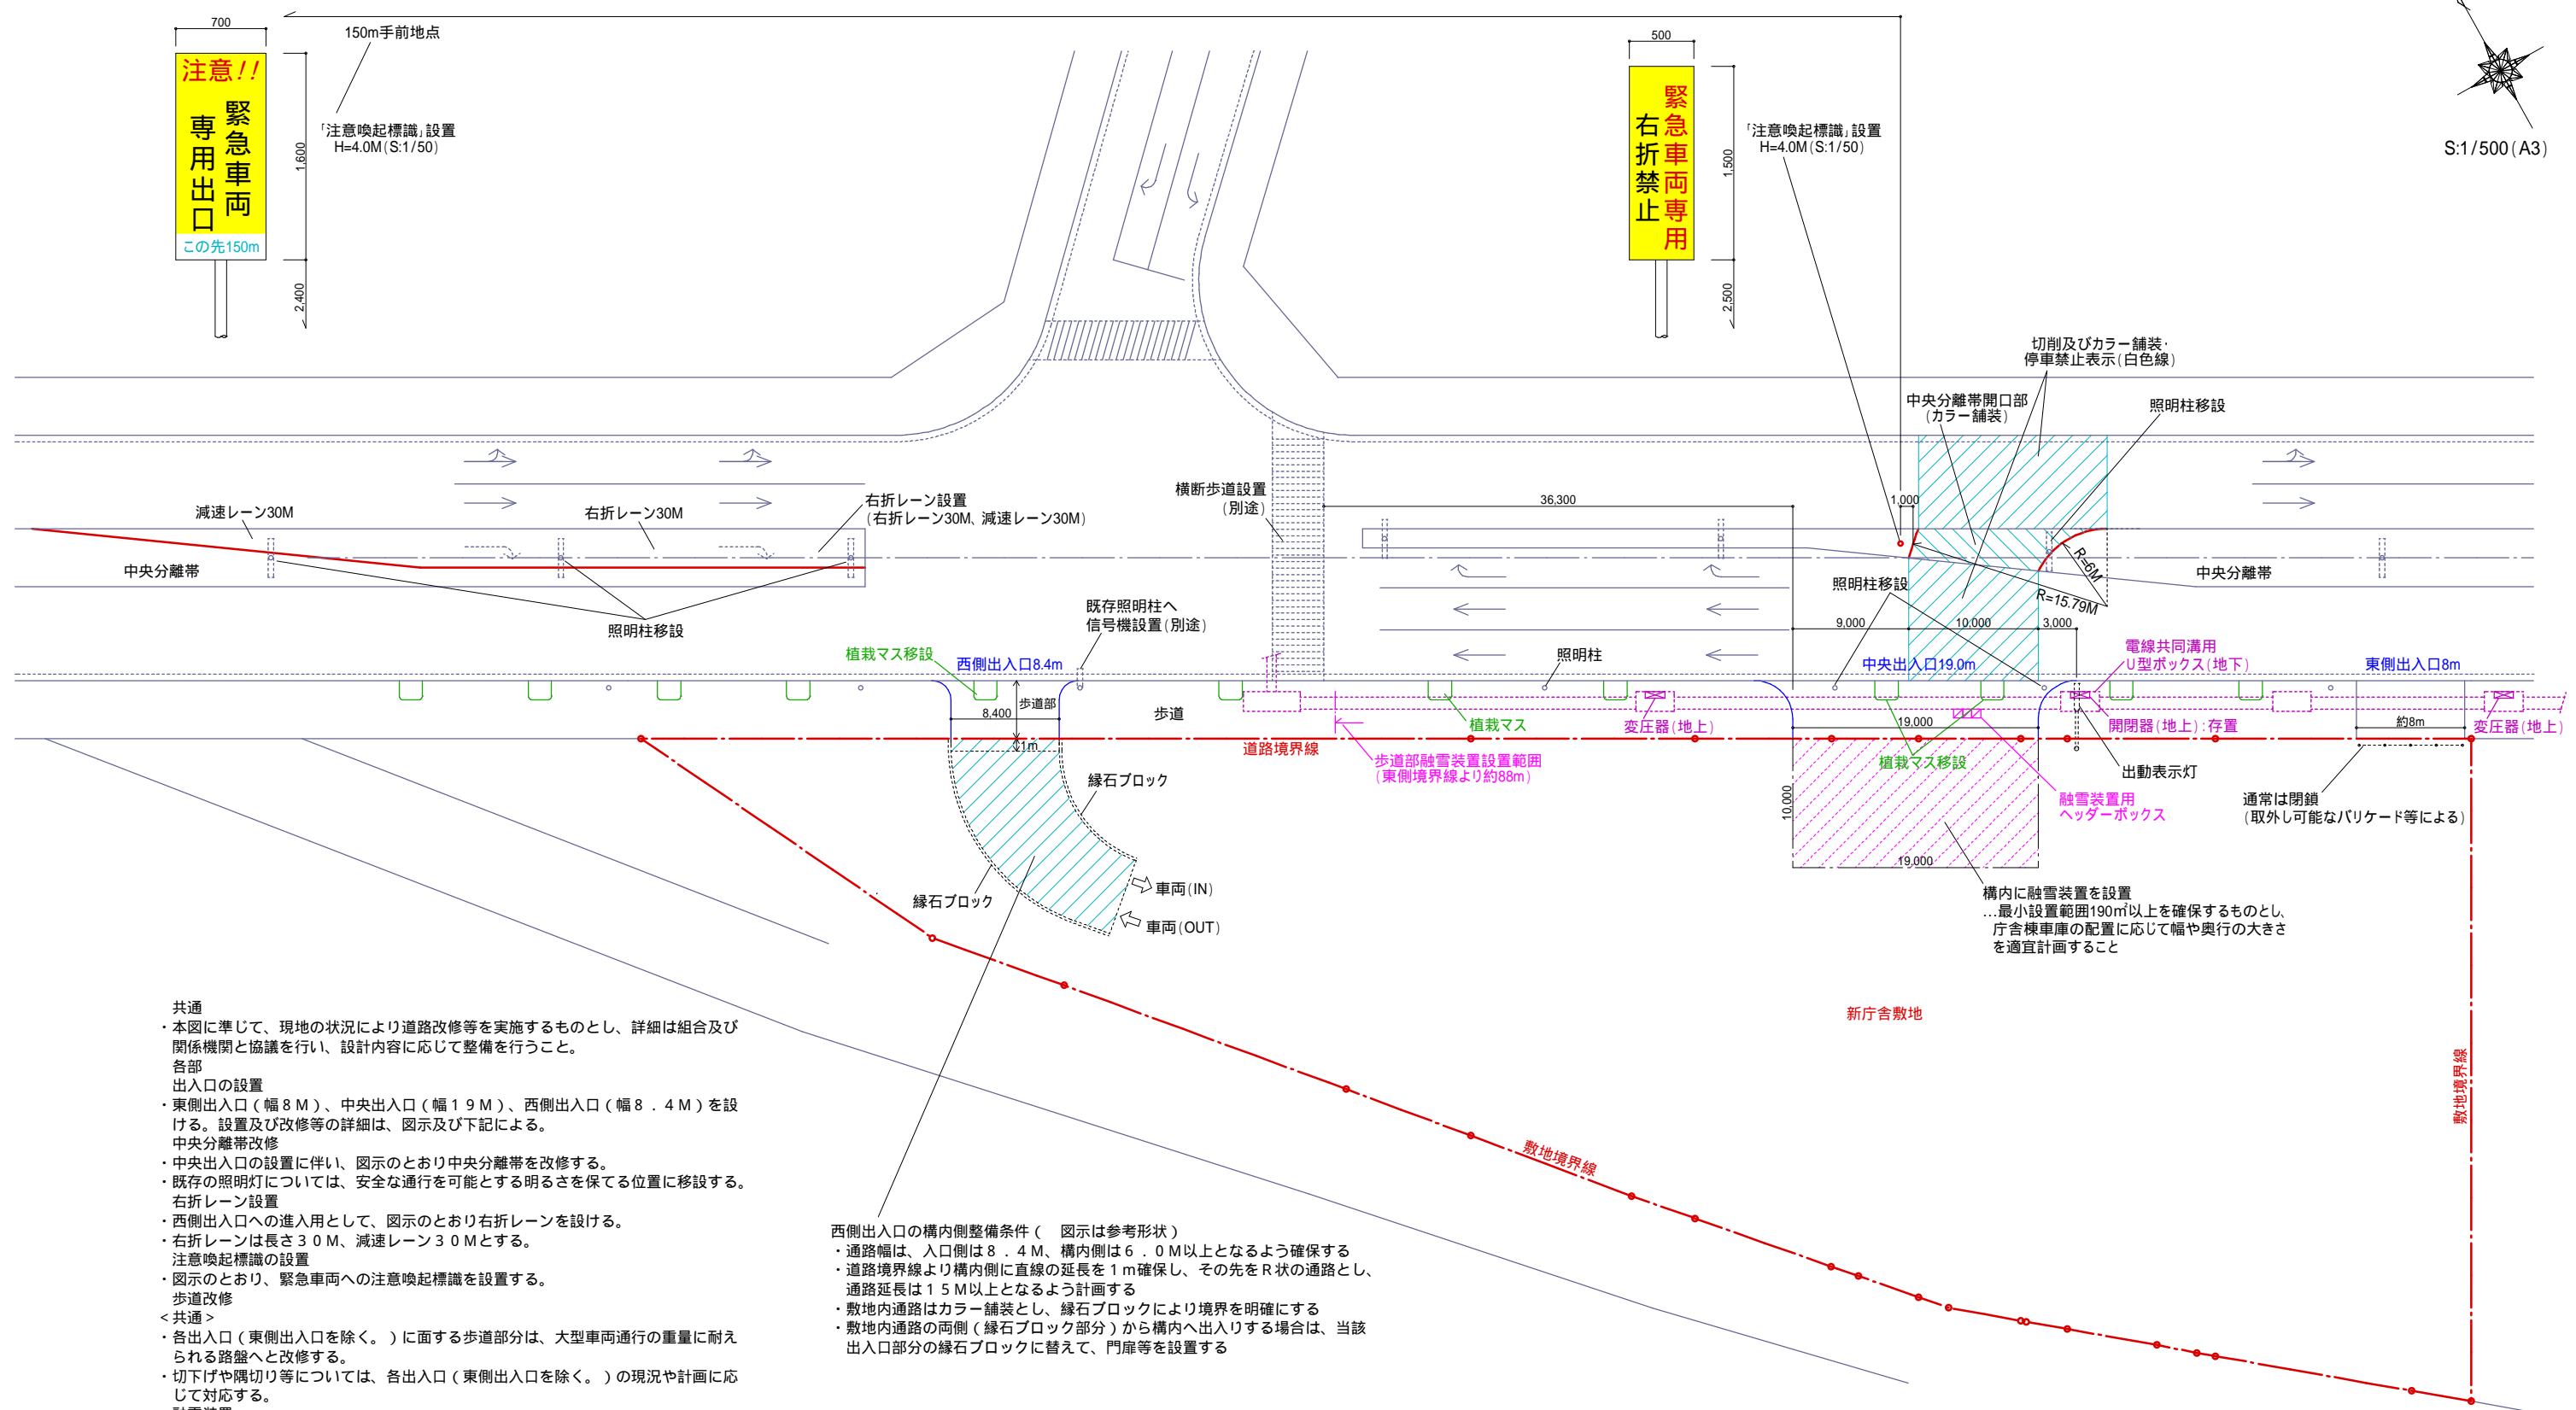 700
150m手前地点
注意!!
緊急車両
専用出口
この先150m
1,600
2,400
「注意喚起標識」設置
H=4.0M(S:1/50)
500
緊急車両専用
右折禁止
1,500
2,500
「注意喚起標識」設置
H=4.0M(S:1/50)
S:1/500(A3)
切削及びカラー舗装・
停車禁止表示(白色線)
中央分離帯開口部
(カラー舗装)
照明柱移設
減速レーン30M
右折レーン30M
右折レーン設置
(右折レーン30M、減速レーン30M)
横断歩道設置
(別途)
36,300
1,000
中央分離帯
照明柱移設
既存照明柱へ
信号機設置(別途)
照明柱移設
R=6M
R=15.79M
中央分離帯
9,000
10,000
3,000
植栽マス移設
西側出入口8.4m
照明柱
中央出入口19.0m
電線共同溝用
U型ボックス(地下)
東側出入口8m
歩道部
8,400
歩道
植栽マス
変圧器(地上)
19,000
開閉器(地上):存置
約8m
変圧器(地上)
1m
道路境界線
歩道部融雪装置設置範囲
(東側境界線より約88m)
植栽マス移設
出動表示灯
縁石ブロック
10,000
融雪装置用
ヘッダーボックス
通常は閉鎖
(取外し可能なバリケード等による)
19,000
縁石ブロック
車両(IN)
車両(OUT)
構内に融雪装置を設置
…最小設置範囲190㎡以上を確保するものとし、
庁舎棟車庫の配置に応じて幅や奥行の大きさ
を適宜計画すること
新庁舎敷地
敷地境界線
敷地境界線
共通
・本図に準じて、現地の状況により道路改修等を実施するものとし、詳細は組合及び
関係機関と協議を行い、設計内容に応じて整備を行うこと。
各部
出入口の設置
・東側出入口(幅8M)、中央出入口(幅19M)、西側出入口(幅8.4M)を設
ける。設置及び改修等の詳細は、図示及び下記による。
中央分離帯改修
・中央出入口の設置に伴い、図示のとおり中央分離帯を改修する。
・既存の照明灯については、安全な通行を可能とする明るさを保てる位置に移設する。
右折レーン設置
・西側出入口への進入用として、図示のとおり右折レーンを設ける。
・右折レーンは長さ30M、減速レーン30Mとする。
注意喚起標識の設置
・図示のとおり、緊急車両への注意喚起標識を設置する。
歩道改修
<共通>
・各出入口(東側出入口を除く。)に面する歩道部分は、大型車両通行の重量に耐え
られる路盤へと改修する。
・切下げや隅切り等については、各出入口(東側出入口を除く。)の現況や計画に応
じて対応する。
西側出入口の構内側整備条件( 図示は参考形状)
・通路幅は、入口側は8.4M、構内側は6.0M以上となるよう確保する
・道路境界線より構内側に直線の延長を1m確保し、その先をR状の通路とし、
通路延長は15M以上となるよう計画する
・敷地内通路はカラー舗装とし、縁石ブロックにより境界を明確にする
・敷地内通路の両側(縁石ブロック部分)から構内へ出入りする場合は、当該
出入口部分の縁石ブロックに替えて、門扉等を設置する